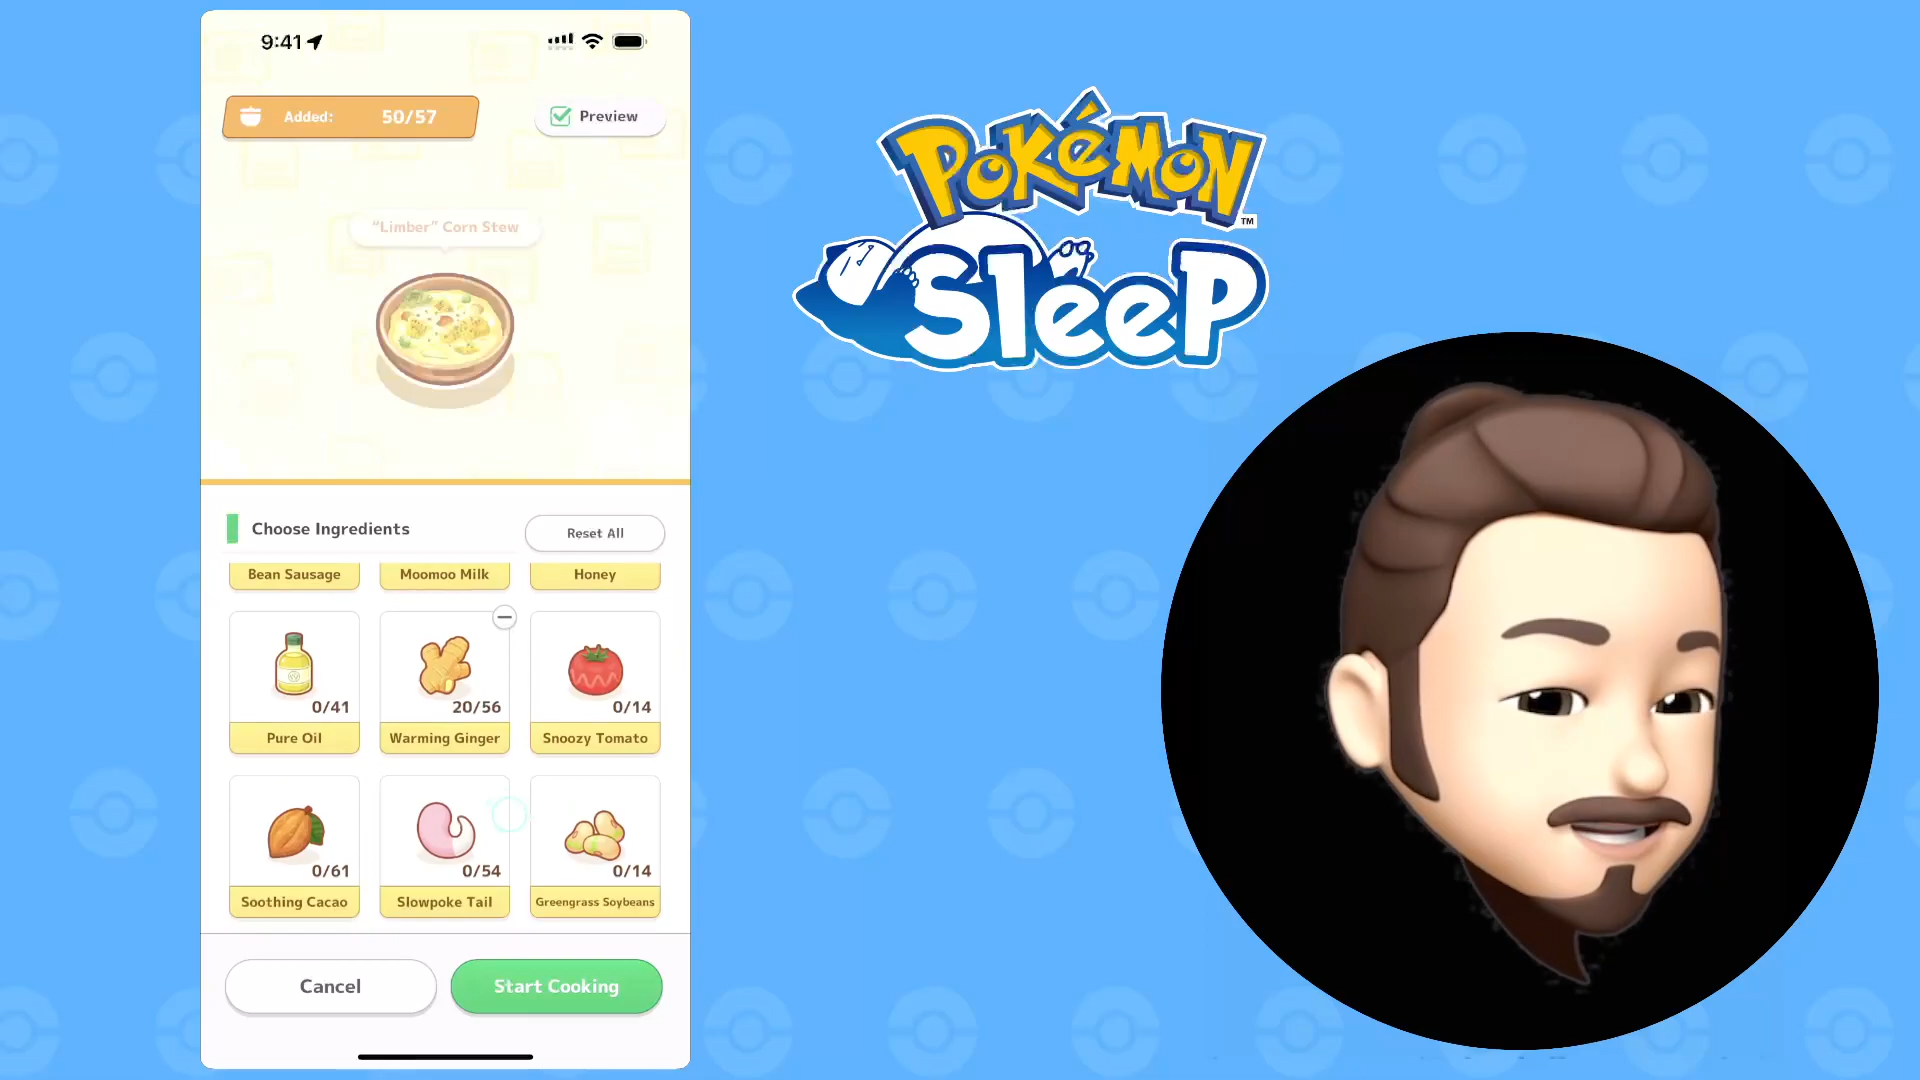 9:41
Added: 50/57
Preview
“Limber” Corn Stew
Choose Ingredients
Reset All
Bean Sausage
Moomoo Milk
Honey
0/41
20/56
0/14
Pure Oil
Warming Ginger
Snoozy Tomato
0/61
0/54
0/14
Soothing Cacao
Slowpoke Tail
Greengrass Soybeans
Cancel
Start Cooking
POKéMON
TM
Sleep